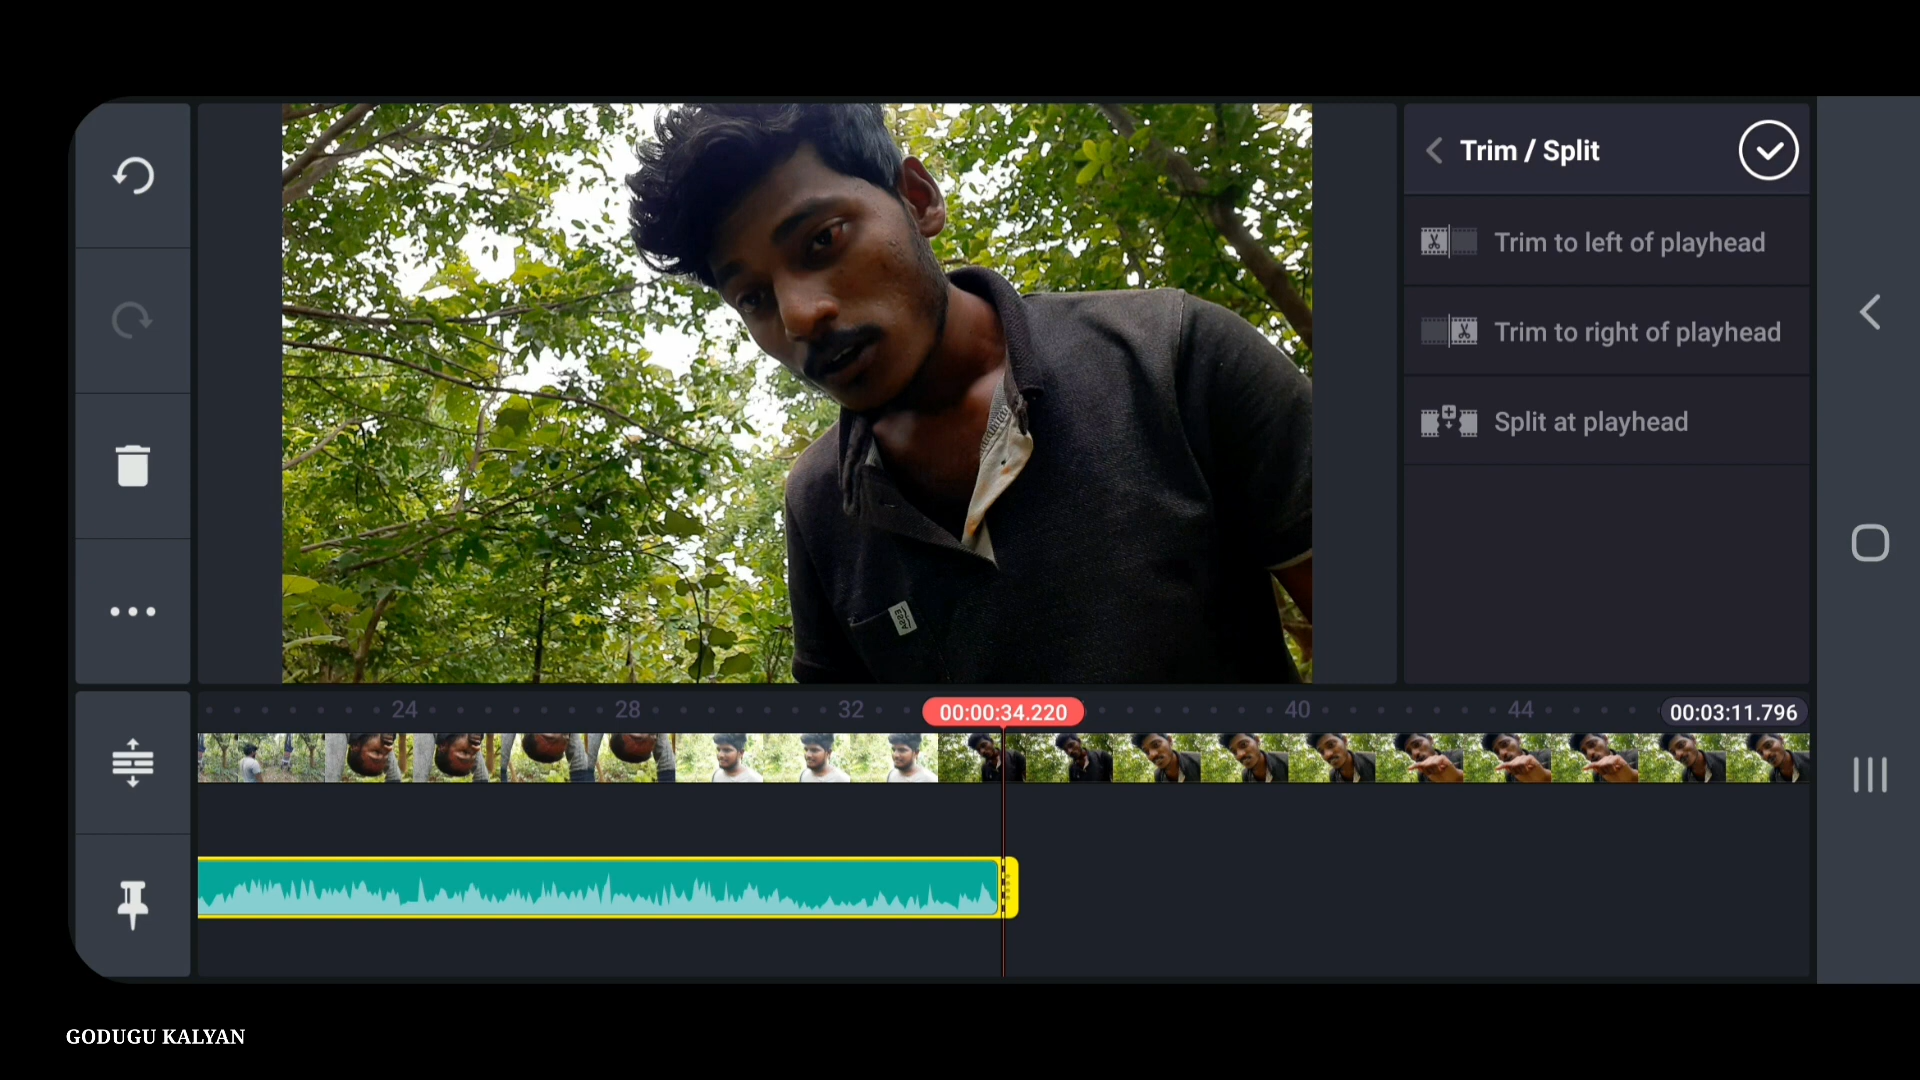 Trim / Split
Trim to left of playhead
Trim to right of playhead
Split at playhead
24
28
32
00:00:34.220
40
44
00:03:11.796
GODUGU KALYAN